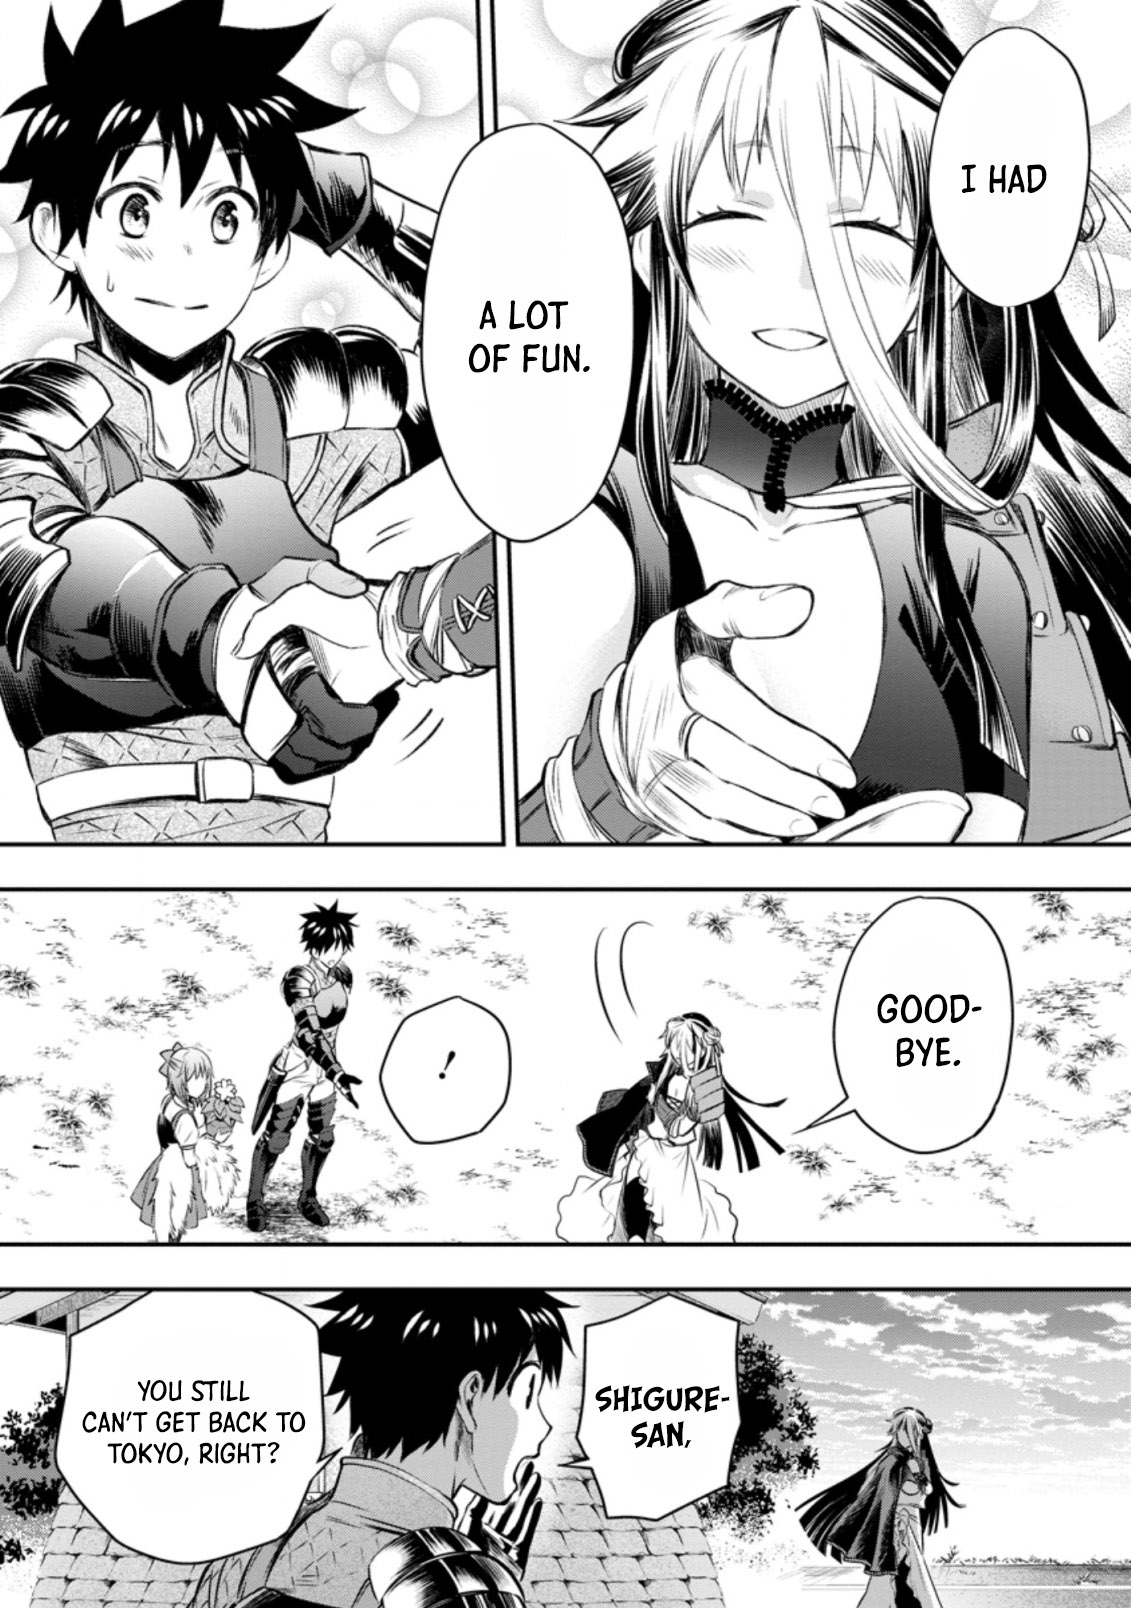 I HAD
A LOT
OF FUN.
GOOD-
BYE.
!
SHIGURE-
SAN,
YOU STILL
CAN'T GET BACK TO
TOKYO, RIGHT?